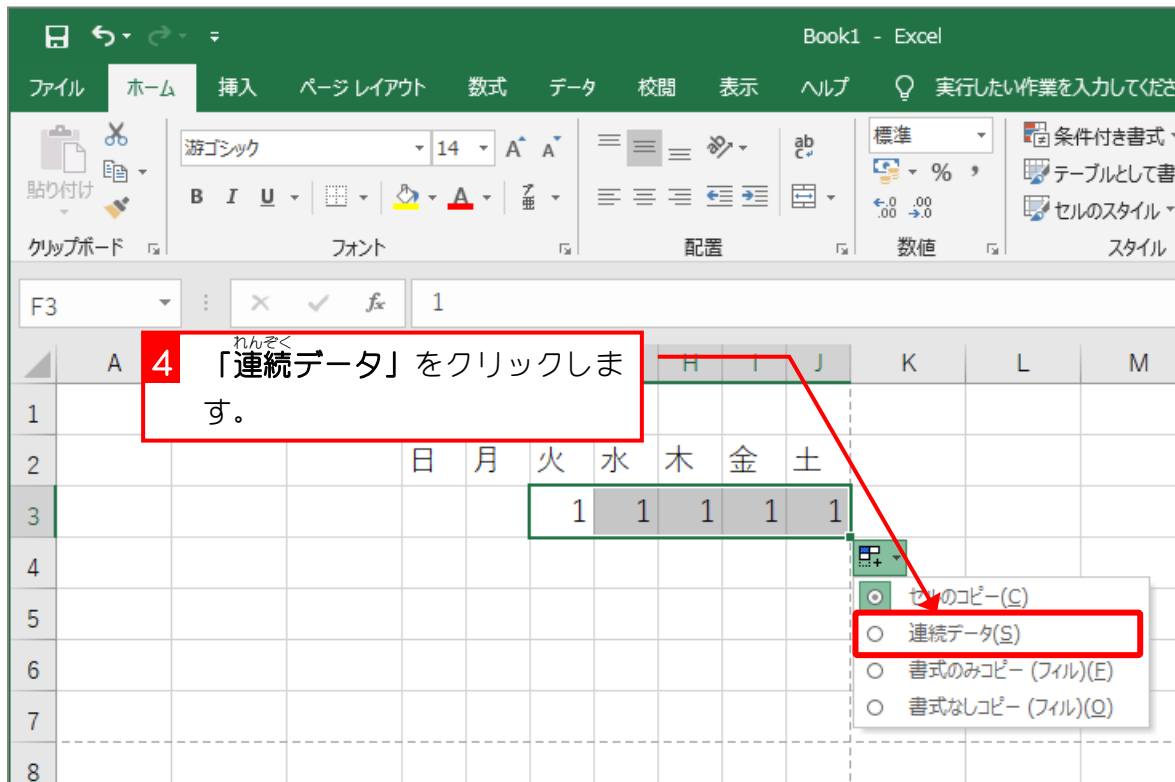 Book1 - Excel
ファイル ホーム 挿入 ページ レイアウト 数式 データ 校閲 表示 ヘルプ 実行したい作業を入力してくださ
貼り付け
游ゴシック 14 A A ab 標準 条件付き書式
B I U A 亜 % , テーブルとして書
.00 .0 セルのスタイル
クリップボード フォント 配置 数値 スタイル
F3 fx 1
4 「連続データ」をクリックしま
れんぞく
す。
A H I J K L M
1
2 日 月 火 水 木 金 土
3 1 1 1 1 1
4
セルのコピー(C)
5
連続データ(S)
6 書式のみコピー (フィル)(F)
7 書式なしコピー (フィル)(O)
8